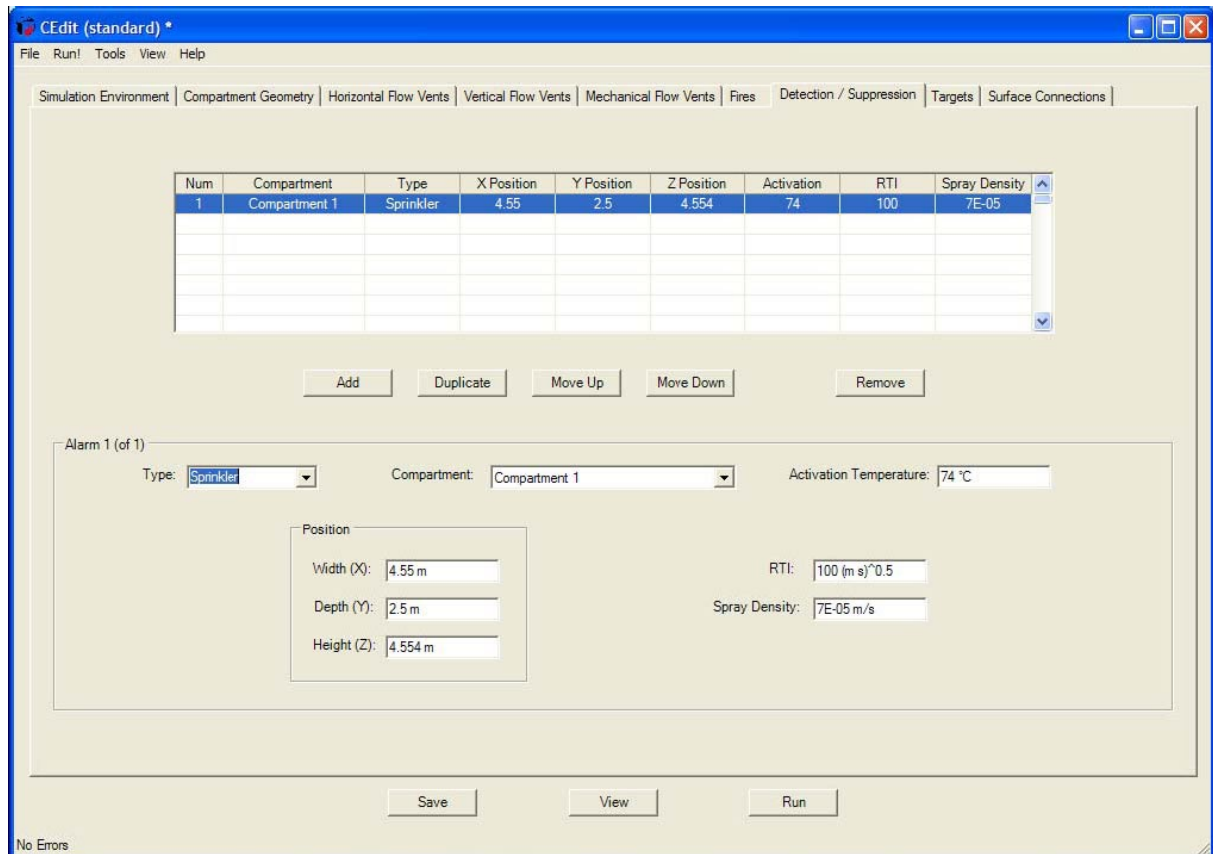 CEdit (standard) *
File Run! Tools View Help
Simulation Environment Compartment Geometry Horizontal Flow Vents Vertical Flow Vents Mechanical Flow Vents Fires Detection / Suppression Targets Surface Connections
Num Compartment Type X Position Y Position Z Position Activation RTI Spray Density
1 Compartment 1 Sprinkler 4.55 2.5 4.554 74 100 7E-05
Add Duplicate Move Up Move Down Remove
Alarm 1 (of 1)
Type: Sprinkler Compartment: Compartment 1 Activation Temperature: 74 °C
Position
Width (X): 4.55 m RTI: 100 (m s)^0.5
Depth (Y): 2.5 m Spray Density: 7E-05 m/s
Height (Z): 4.554 m
Save View Run
No Errors